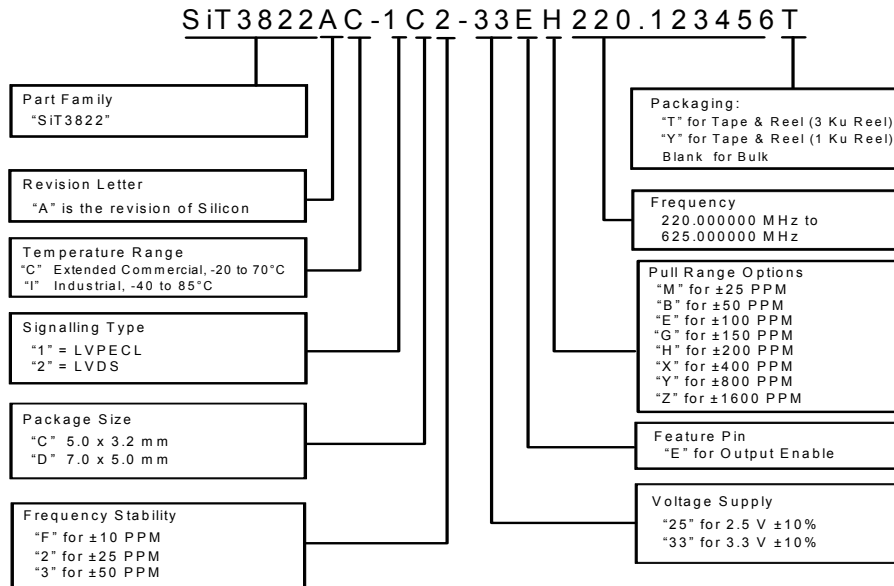 SiT3822AC-1C2-33EH220.123456T
Part Family
“SiT3822”
Revision Letter
“A” is the revision of Silicon
Temperature Range
“C” Extended Commercial, -20 to 70°C
“I” Industrial, -40 to 85°C
Signalling Type
“1” = LVPECL
“2” = LVDS
Package Size
“C” 5.0 x 3.2 mm
“D” 7.0 x 5.0 mm
Frequency Stability
“F” for ±10 PPM
“2” for ±25 PPM
“3” for ±50 PPM
Packaging:
“T” for Tape & Reel (3 Ku Reel)
“Y” for Tape & Reel (1 Ku Reel)
Blank for Bulk
Frequency
220.000000 MHz to
625.000000 MHz
Pull Range Options
“M” for ±25 PPM
“B” for ±50 PPM
“E” for ±100 PPM
“G” for ±150 PPM
“H” for ±200 PPM
“X” for ±400 PPM
“Y” for ±800 PPM
“Z” for ±1600 PPM
Feature Pin
“E” for Output Enable
Voltage Supply
“25” for 2.5 V ±10%
“33” for 3.3 V ±10%